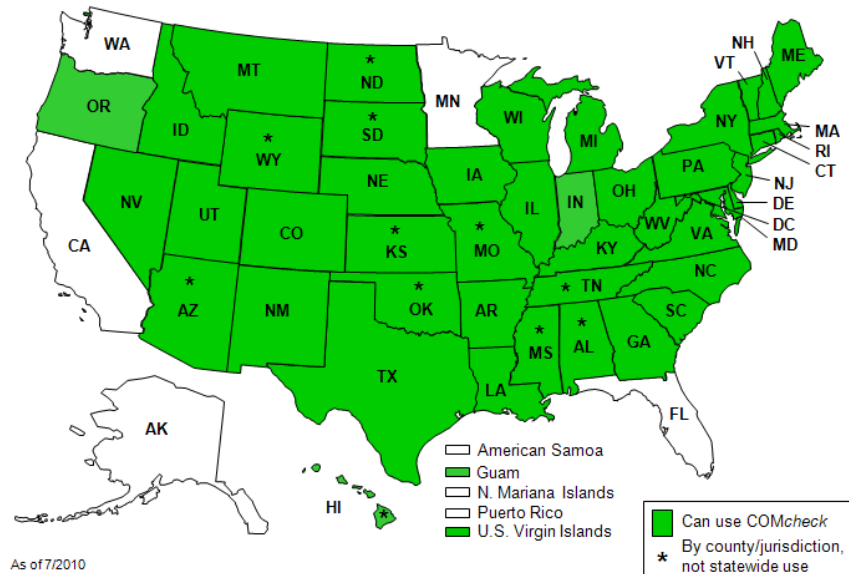 WA
MT
*
ND
MN
OR
ID
*
WY
*
SD
WI
MI
NY
VT
NH
ME
MA
RI
CT
NJ
DE
DC
MD
NV
UT
CO
NE
IA
IL
IN
OH
PA
WV
VA
CA
*
KS
*
MO
KY
NC
*
AZ
NM
*
OK
AR
* TN
SC
*
MS
*
AL
GA
TX
LA
FL
AK
HI
*
American Samoa
Guam
N. Mariana Islands
Puerto Rico
U.S. Virgin Islands
Can use COMcheck
* By county/jurisdiction,
not statewide use
As of 7/2010